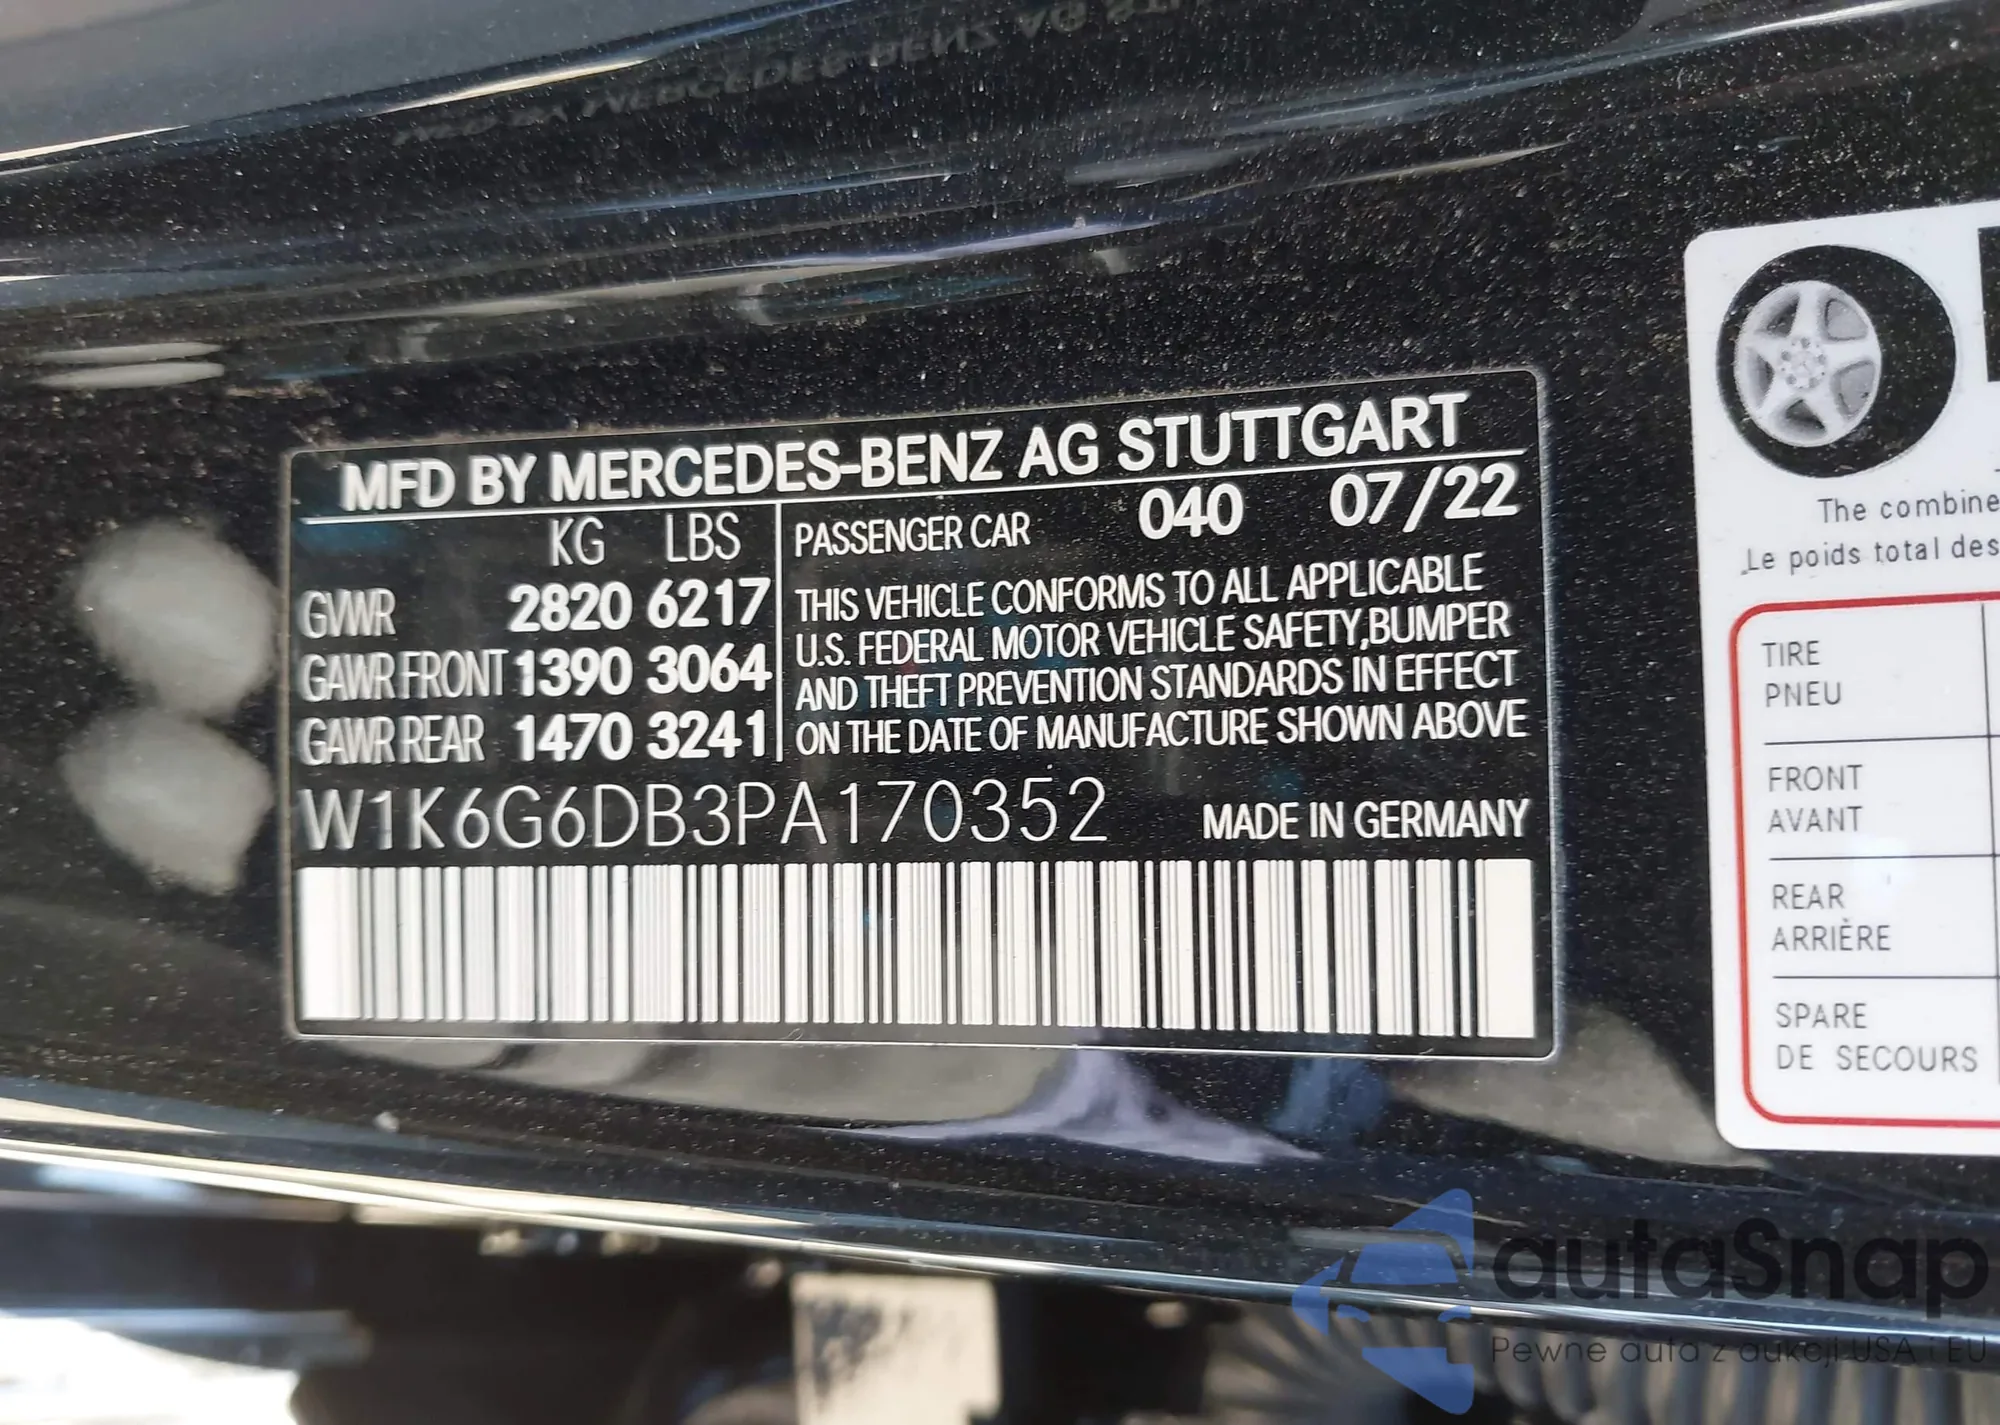 MFD BY MERCEDES-BENZ AG STUTTGART
KG LBS
GVWR 2820 6217
GAWR FRONT 1390 3064
GAWR REAR 1470 3241
PASSENGER CAR 040 07/22
THIS VEHICLE CONFORMS TO ALL APPLICABLE
U.S. FEDERAL MOTOR VEHICLE SAFETY,BUMPER
AND THEFT PREVENTION STANDARDS IN EFFECT
ON THE DATE OF MANUFACTURE SHOWN ABOVE
W1K6G6DB3PA170352
MADE IN GERMANY
The combine
Le poids total des
TIRE
PNEU
FRONT
AVANT
REAR
ARRIÈRE
SPARE
DE SECOURS
autaSnap
Pewne auta z aukcji USA i EU